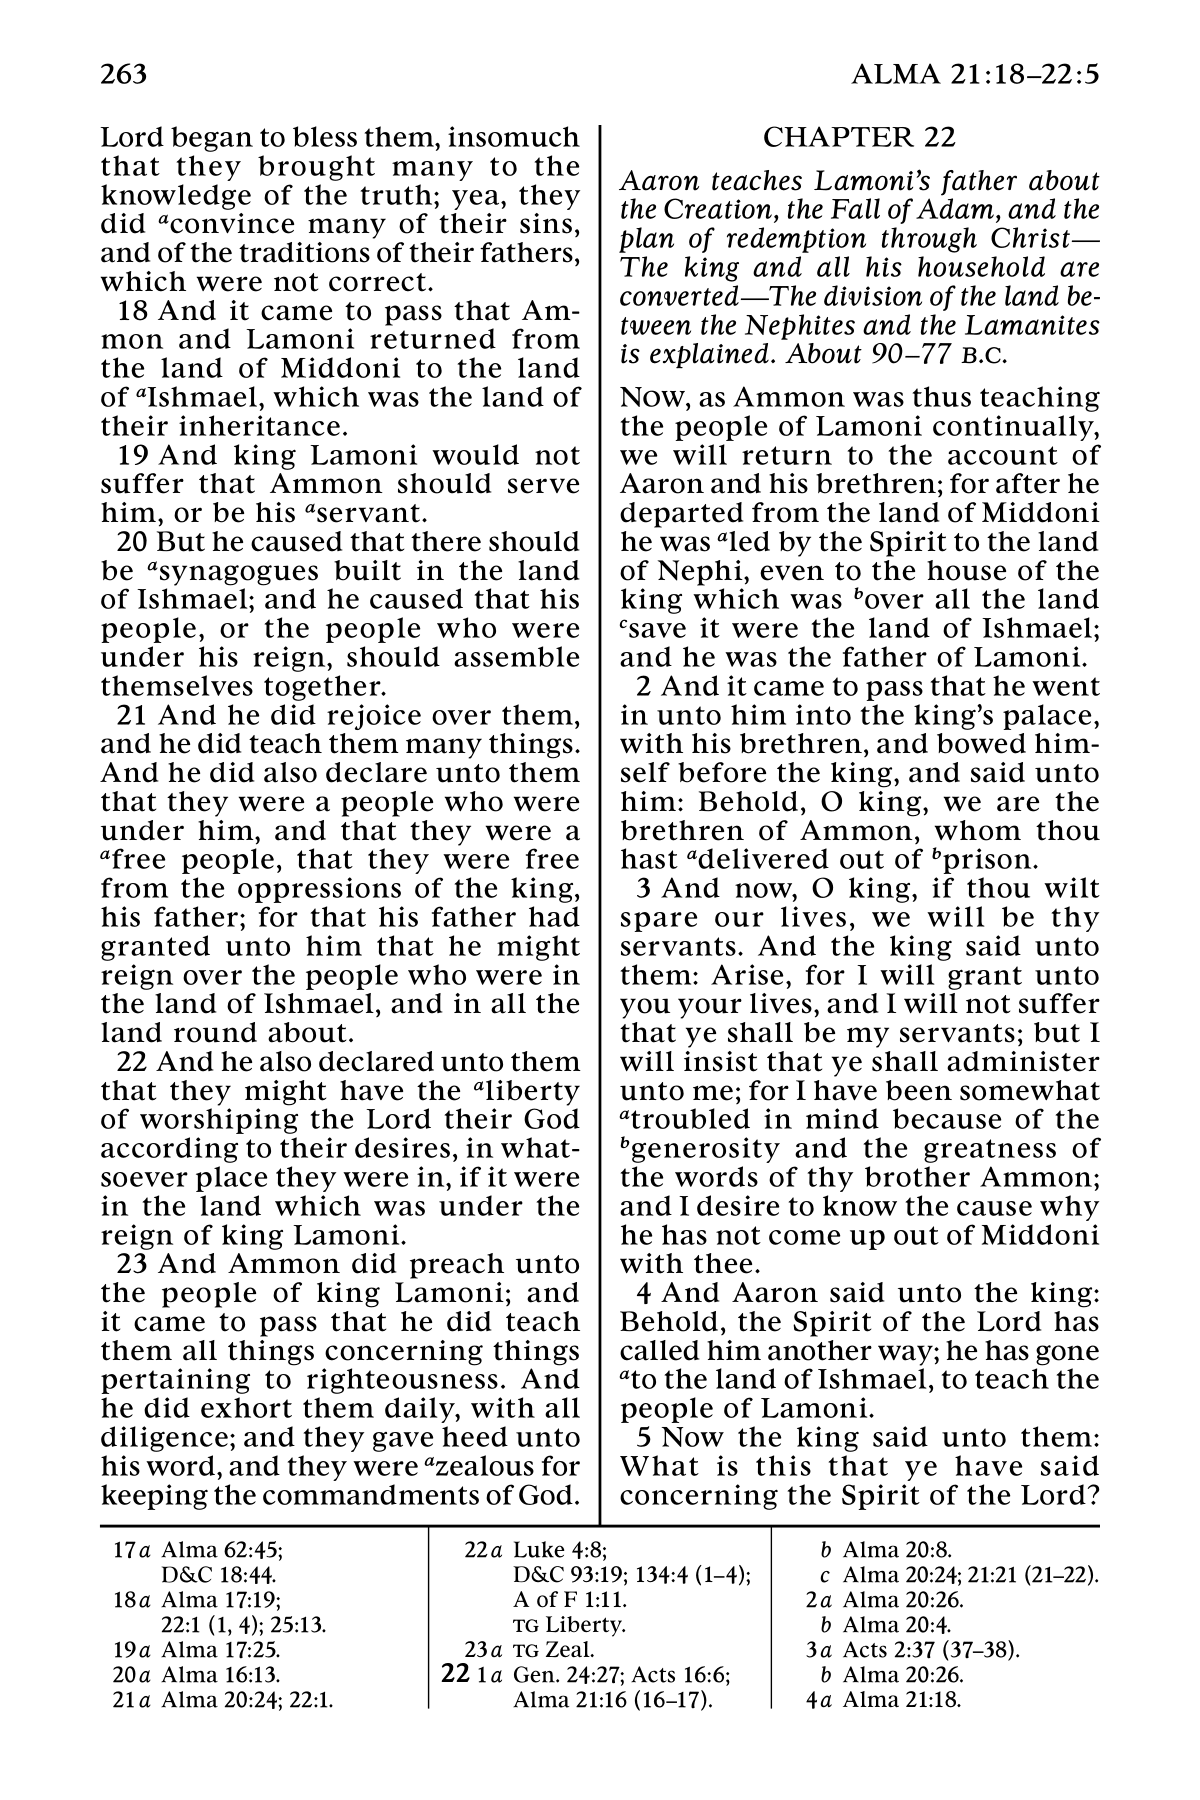 263
ALMA 21:18–22:5
Lord began to bless them, insomuch
that they brought many to the
knowledge of the truth; yea, they
did aconvince many of their sins,
and of the traditions of their fathers,
which were not correct.
18 And it came to pass that Am-
mon and Lamoni returned from
the land of Middoni to the land
of aIshmael, which was the land of
their inheritance.
19 And king Lamoni would not
suffer that Ammon should serve
him, or be his aservant.
20 But he caused that there should
be asynagogues built in the land
of Ishmael; and he caused that his
people, or the people who were
under his reign, should assemble
themselves together.
21 And he did rejoice over them,
and he did teach them many things.
And he did also declare unto them
that they were a people who were
under him, and that they were a
afree people, that they were free
from the oppressions of the king,
his father; for that his father had
granted unto him that he might
reign over the people who were in
the land of Ishmael, and in all the
land round about.
22 And he also declared unto them
that they might have the aliberty
of worshiping the Lord their God
according to their desires, in what-
soever place they were in, if it were
in the land which was under the
reign of king Lamoni.
23 And Ammon did preach unto
the people of king Lamoni; and
it came to pass that he did teach
them all things concerning things
pertaining to righteousness. And
he did exhort them daily, with all
diligence; and they gave heed unto
his word, and they were azealous for
keeping the commandments of God.
CHAPTER 22
Aaron teaches Lamoni’s father about
the Creation, the Fall of Adam, and the
plan of redemption through Christ—
The king and all his household are
converted—The division of the land be-
tween the Nephites and the Lamanites
is explained. About 90–77 B.C.
NOW, as Ammon was thus teaching
the people of Lamoni continually,
we will return to the account of
Aaron and his brethren; for after he
departed from the land of Middoni
he was aled by the Spirit to the land
of Nephi, even to the house of the
king which was bover all the land
csave it were the land of Ishmael;
and he was the father of Lamoni.
2 And it came to pass that he went
in unto him into the king’s palace,
with his brethren, and bowed him-
self before the king, and said unto
him: Behold, O king, we are the
brethren of Ammon, whom thou
hast adelivered out of bprison.
3 And now, O king, if thou wilt
spare our lives, we will be thy
servants. And the king said unto
them: Arise, for I will grant unto
you your lives, and I will not suffer
that ye shall be my servants; but I
will insist that ye shall administer
unto me; for I have been somewhat
atroubled in mind because of the
bgenerosity and the greatness of
the words of thy brother Ammon;
and I desire to know the cause why
he has not come up out of Middoni
with thee.
4 And Aaron said unto the king:
Behold, the Spirit of the Lord has
called him another way; he has gone
ato the land of Ishmael, to teach the
people of Lamoni.
5 Now the king said unto them:
What is this that ye have said
concerning the Spirit of the Lord?
17a Alma 62:45;
D&C 18:44.
18a Alma 17:19;
22:1 (1, 4); 25:13.
19a Alma 17:25.
20a Alma 16:13.
21a Alma 20:24; 22:1.
22a Luke 4:8;
D&C 93:19; 134:4 (1–4);
A of F 1:11.
TG Liberty.
23a TG Zeal.
22 1a Gen. 24:27; Acts 16:6;
Alma 21:16 (16–17).
b Alma 20:8.
c Alma 20:24; 21:21 (21–22).
2a Alma 20:26.
b Alma 20:4.
3a Acts 2:37 (37–38).
b Alma 20:26.
4a Alma 21:18.